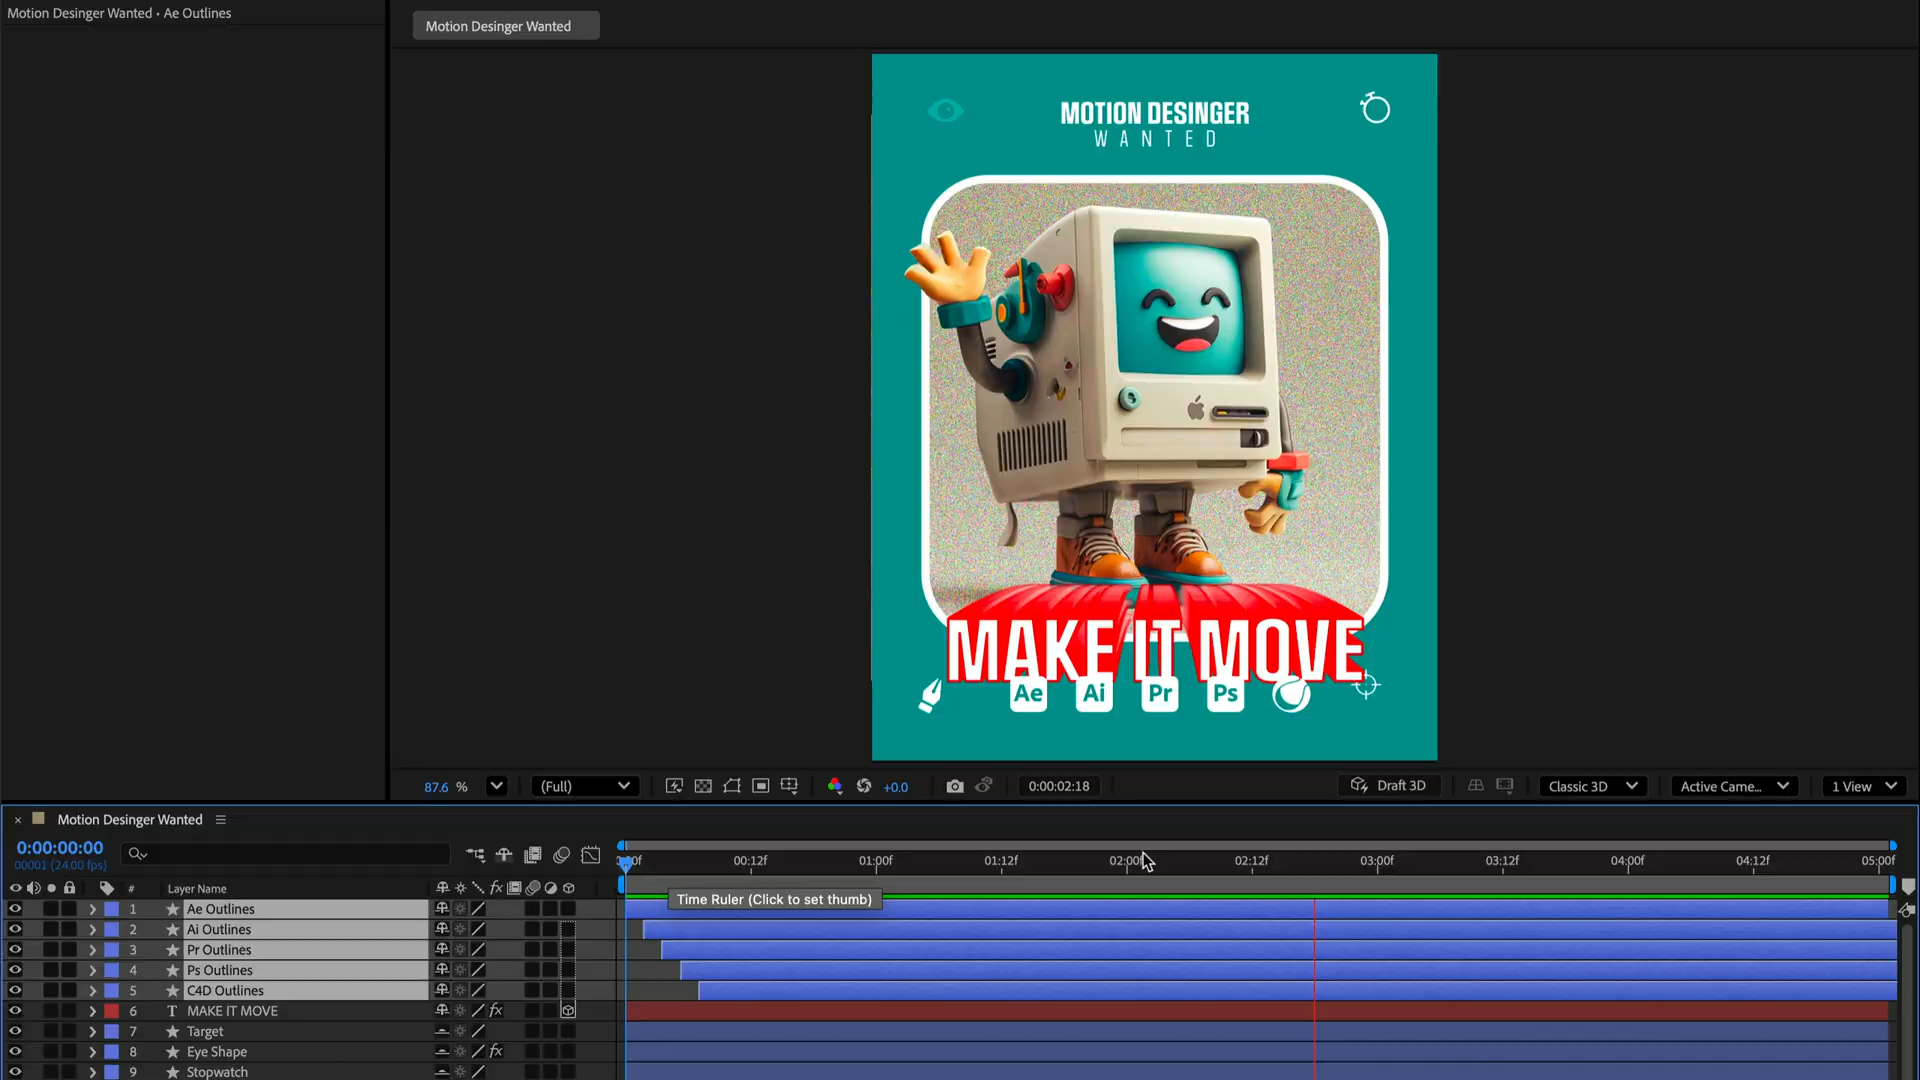 Motion Desinger Wanted • Ae Outlines
Motion Desinger Wanted
MOTION DESINGER
WANTED
MAKE IT MOVE
Ae Ai Pr Ps
87.6 % (Full) +0.0 0:00:02:18 Draft 3D Classic 3D Active Came... 1 View
× Motion Desinger Wanted
0:00:00:00
00001 (24.00 fps)
00:12f 01:00f 01:12f 02:00f 02:12f 03:00f 03:12f 04:00f 04:12f 05:00f
# Layer Name fx
Time Ruler (Click to set thumb)
1 Ae Outlines
2 Ai Outlines
3 Pr Outlines
4 Ps Outlines
5 C4D Outlines
6 T MAKE IT MOVE fx
7 Target
8 Eye Shape fx
9 Stopwatch